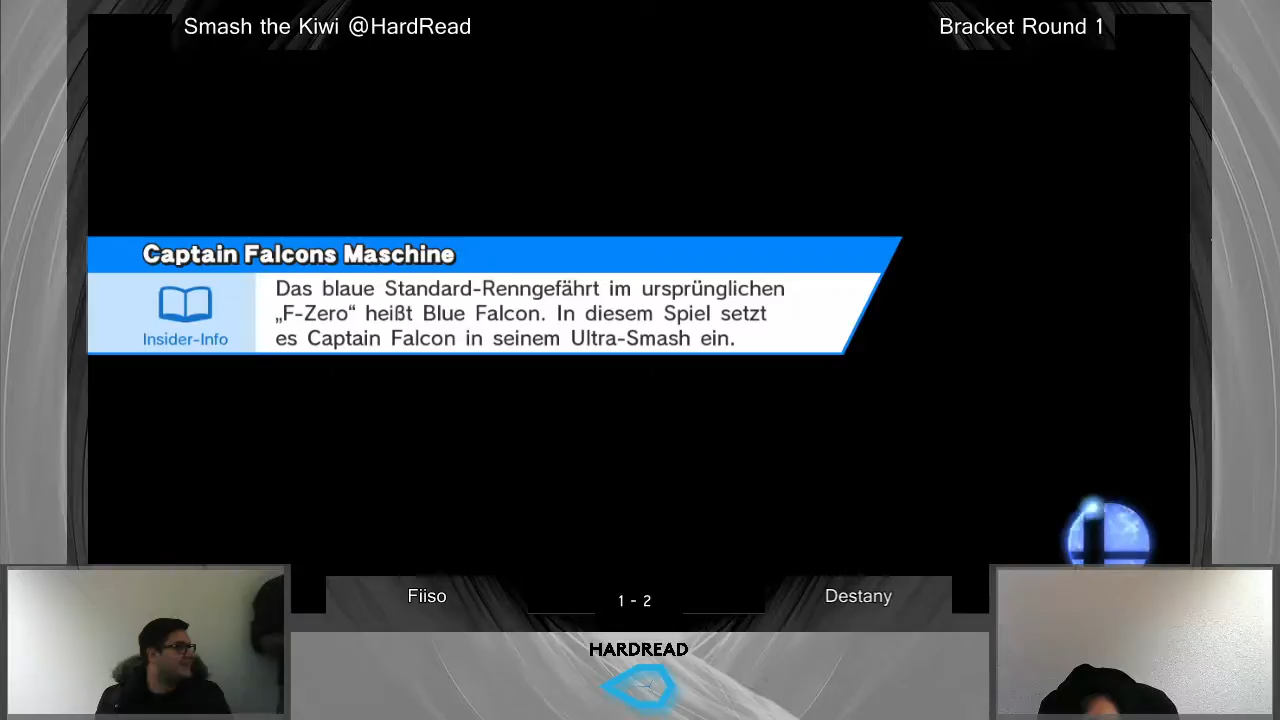 Smash the Kiwi @HardRead
Bracket Round 1
Captain Falcons Maschine
Insider-Info
Das blaue Standard-Renngefährt im ursprünglichen
„F-Zero“ heißt Blue Falcon. In diesem Spiel setzt
es Captain Falcon in seinem Ultra-Smash ein.
Fiiso
1 - 2
Destany
HARDREAD